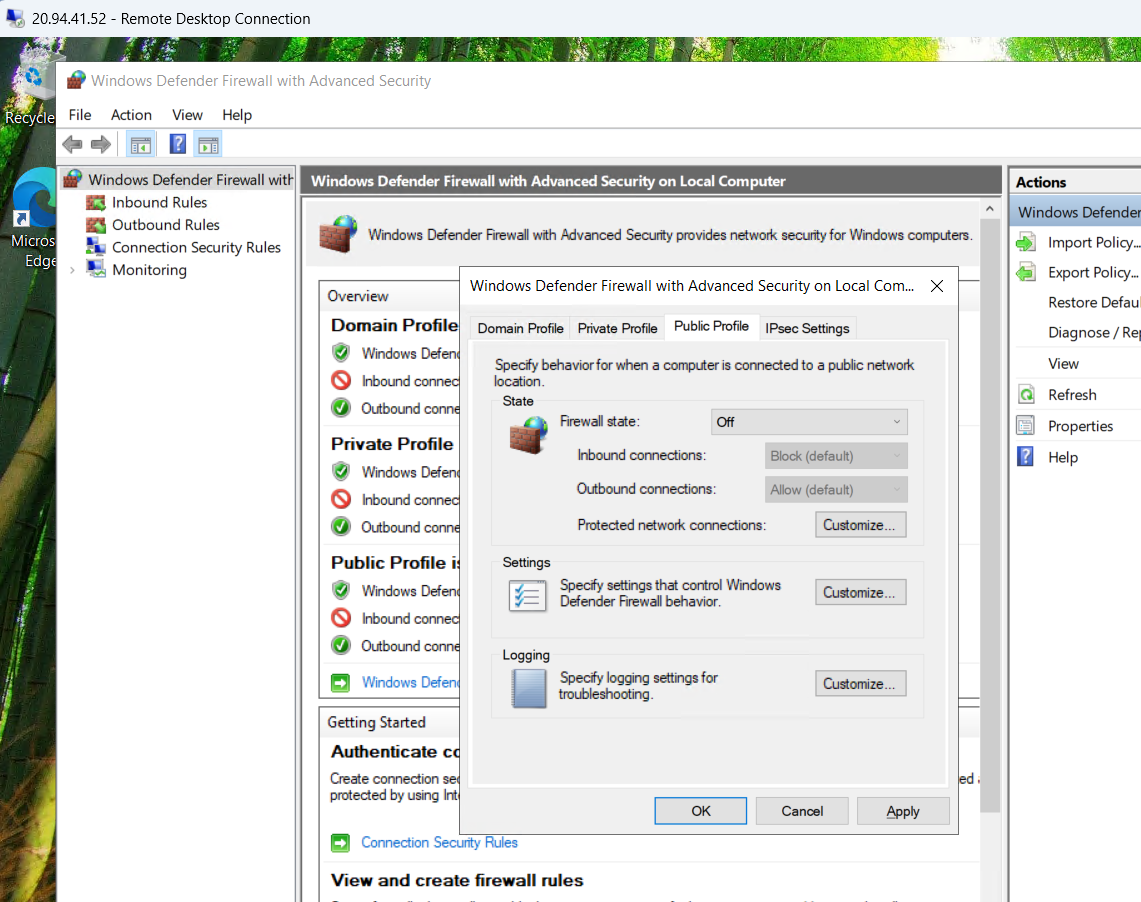 20.94.41.52 - Remote Desktop Connection
Recycle
Micros
Edge
Windows Defender Firewall with Advanced Security
File Action View Help
Windows Defender Firewall with
Inbound Rules
Outbound Rules
Connection Security Rules
Monitoring
Windows Defender Firewall with Advanced Security on Local Computer
Windows Defender Firewall with Advanced Security provides network security for Windows computers.
Overview
Domain Profile
Windows Defend
Inbound connec
Outbound conne
Private Profile
Windows Defend
Inbound connec
Outbound conne
Public Profile is
Windows Defend
Inbound connec
Outbound conne
Windows Defend
Getting Started
Authenticate co
Create connection sec
protected by using Inte
ed a
Connection Security Rules
View and create firewall rules
Windows Defender Firewall with Advanced Security on Local Com...
Domain Profile Private Profile Public Profile IPsec Settings
Specify behavior for when a computer is connected to a public network
location.
State
Firewall state: Off
Inbound connections: Block (default)
Outbound connections: Allow (default)
Protected network connections: Customize...
Settings
Specify settings that control Windows
Defender Firewall behavior.
Customize...
Logging
Specify logging settings for
troubleshooting.
Customize...
OK Cancel Apply
Actions
Windows Defender
Import Policy...
Export Policy...
Restore Defau
Diagnose / Rep
View
Refresh
Properties
Help